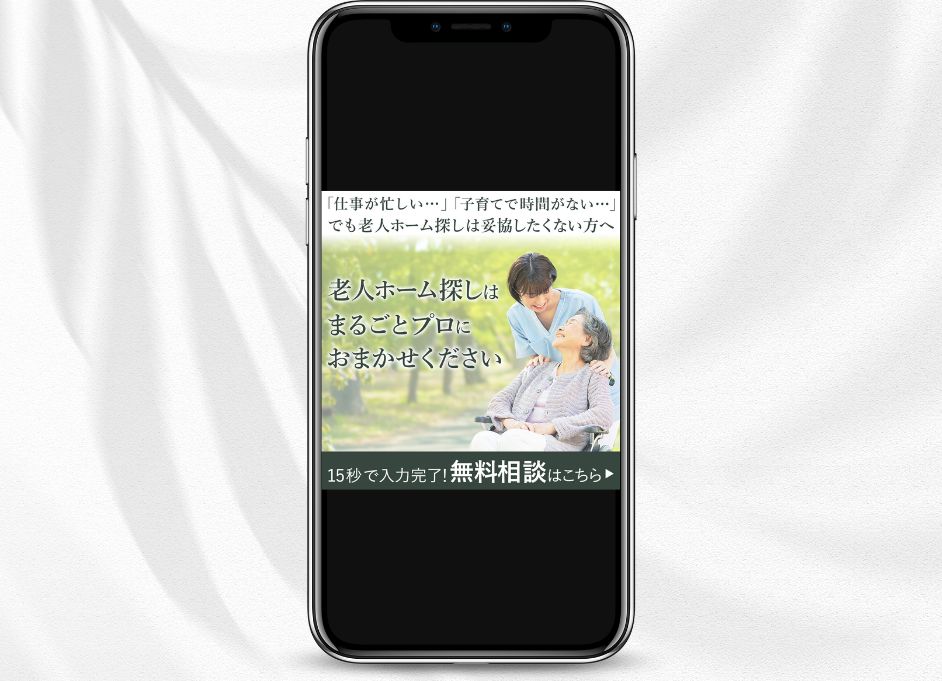 「仕事が忙しい…」「子育てで時間がない…」
でも老人ホーム探しは妥協したくない方へ
老人ホーム探しは
まるごとプロに
おまかせください
15秒で入力完了!無料相談はこちら▶